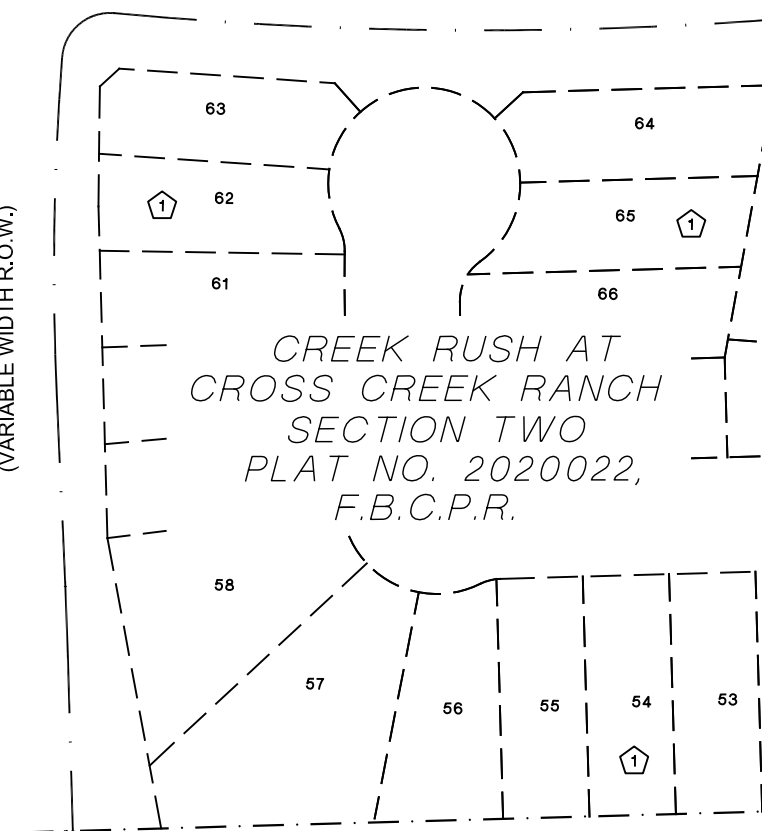 63
64
62
1
65
1
61
66
(VARIABLE WIDTH R.O.W.)
CREEK RUSH AT
CROSS CREEK RANCH
SECTION TWO
PLAT NO. 2020022,
F.B.C.P.R.
58
57
56
55
54
53
1